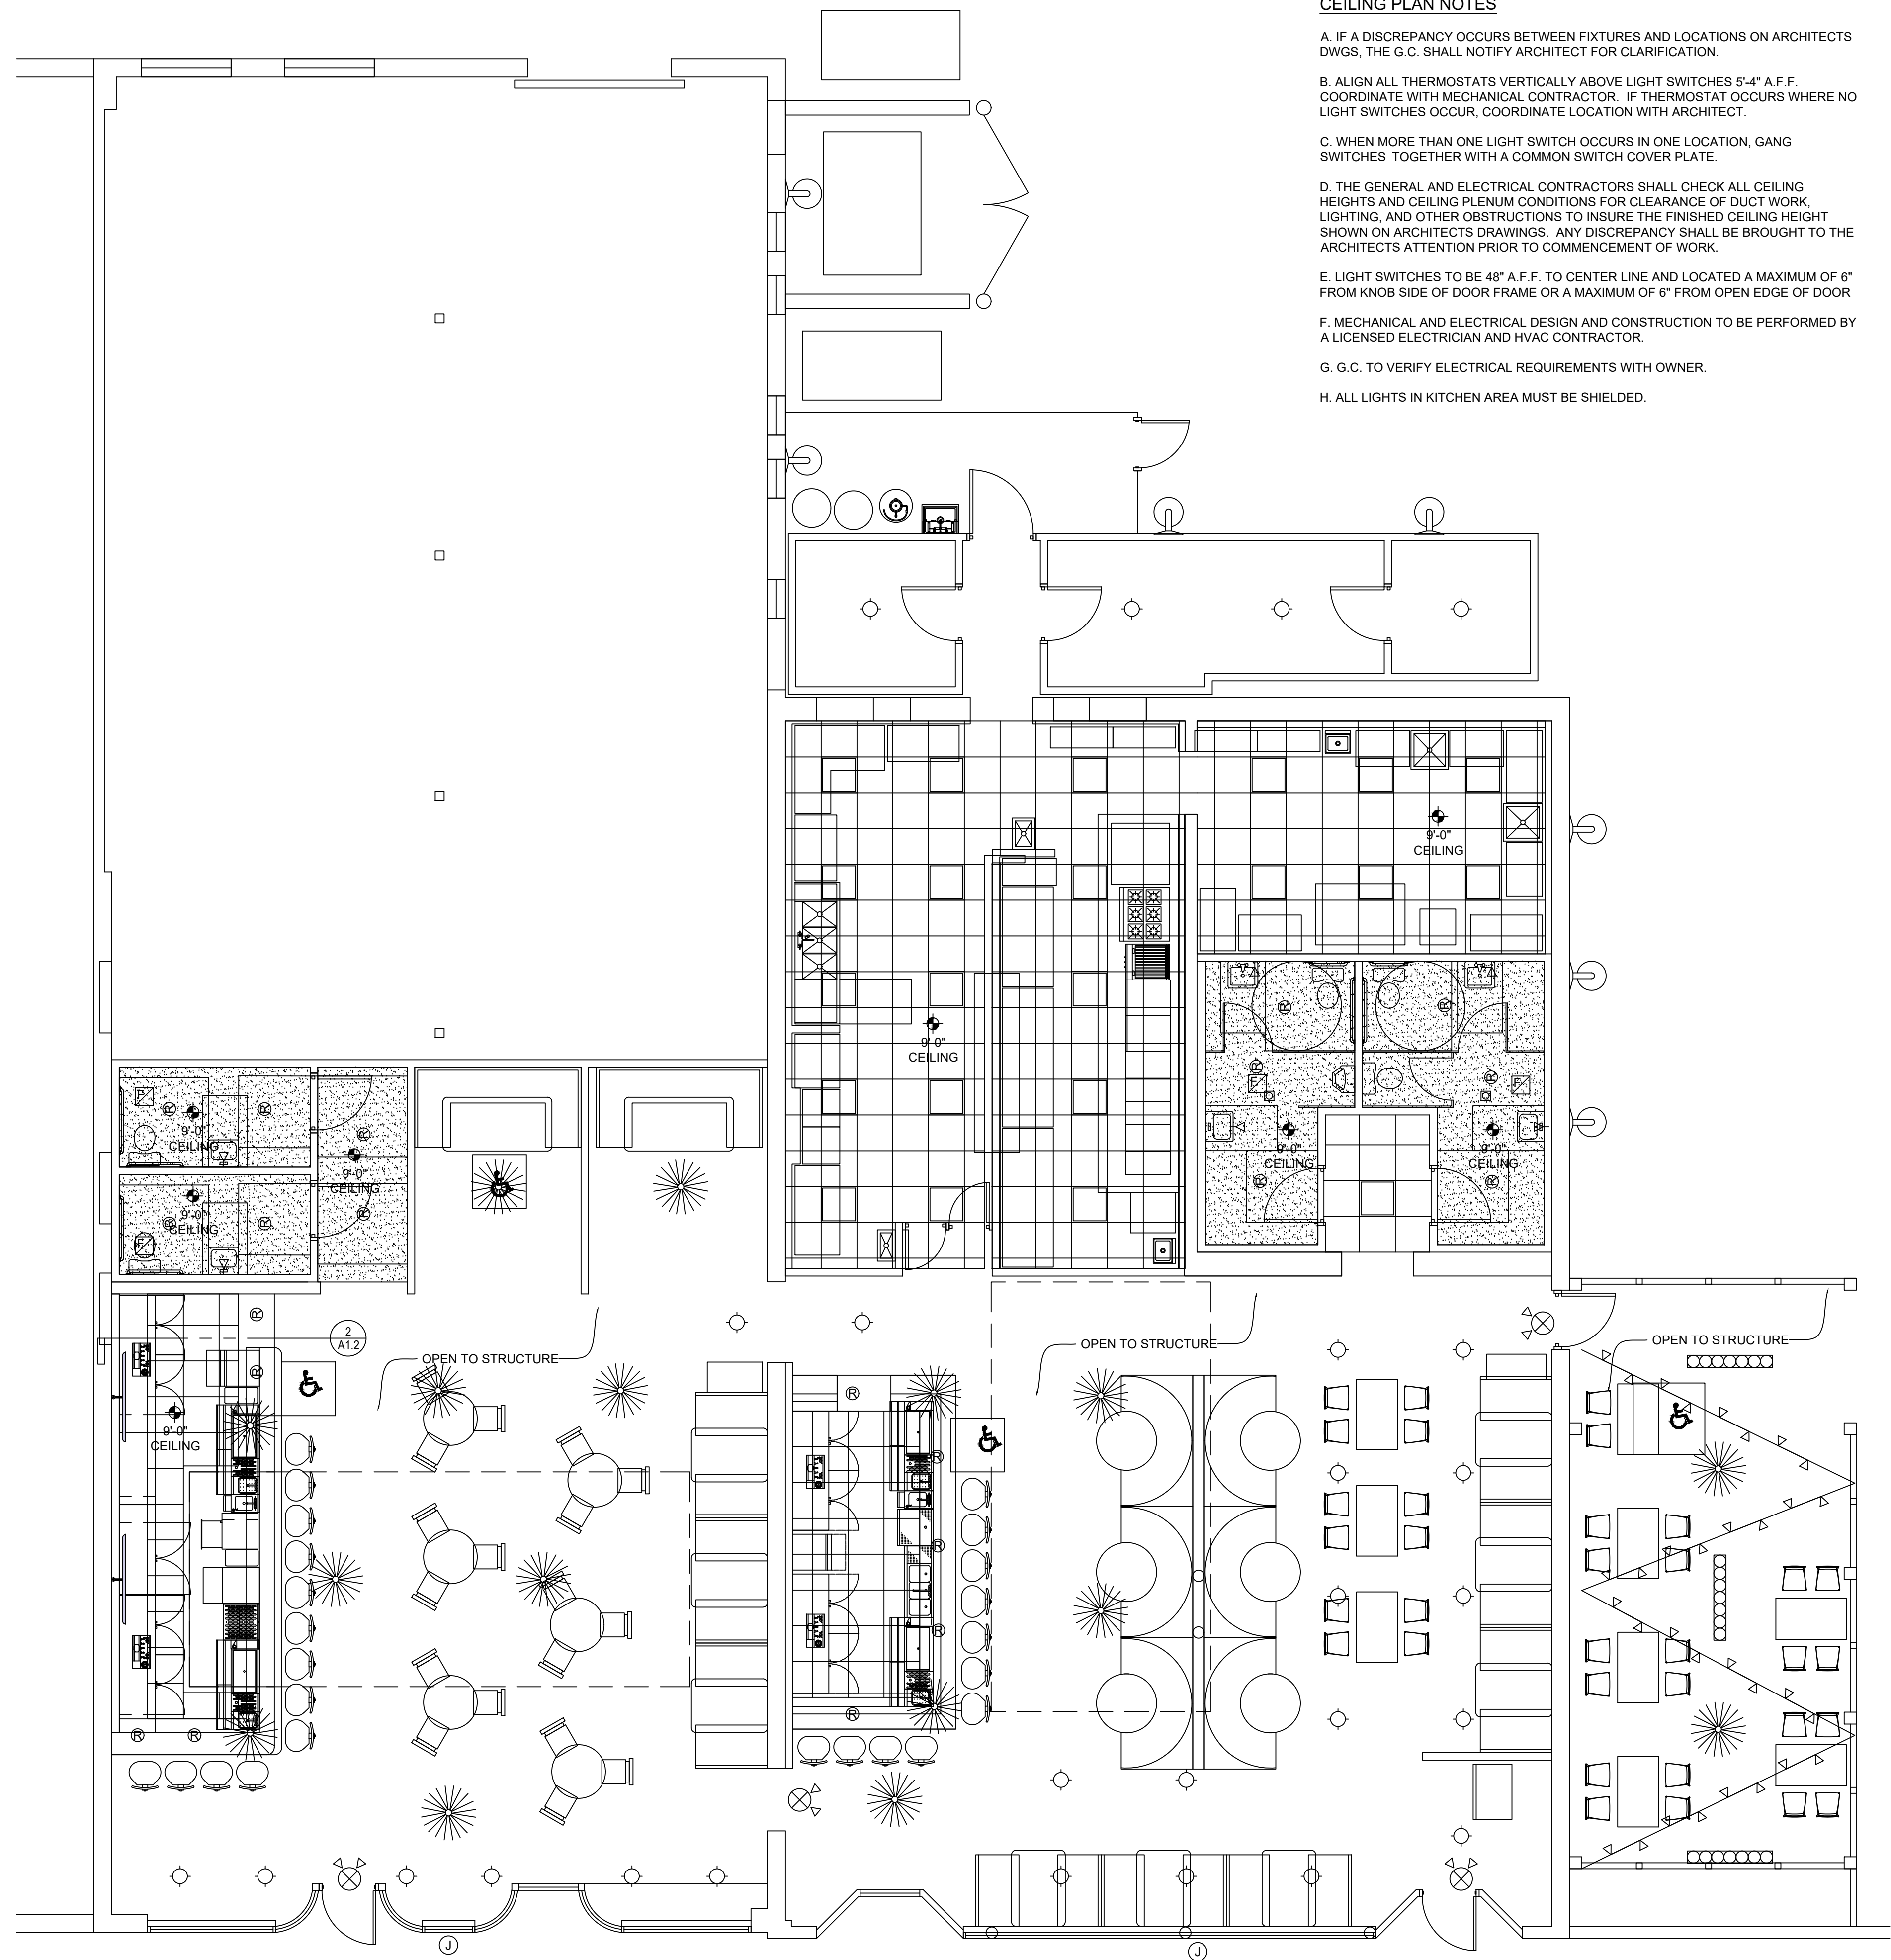 CEILING PLAN NOTES
A. IF A DISCREPANCY OCCURS BETWEEN FIXTURES AND LOCATIONS ON ARCHITECTS
DWGS, THE G.C. SHALL NOTIFY ARCHITECT FOR CLARIFICATION.
B. ALIGN ALL THERMOSTATS VERTICALLY ABOVE LIGHT SWITCHES 5'-4" A.F.F.
COORDINATE WITH MECHANICAL CONTRACTOR. IF THERMOSTAT OCCURS WHERE NO
LIGHT SWITCHES OCCUR, COORDINATE LOCATION WITH ARCHITECT.
C. WHEN MORE THAN ONE LIGHT SWITCH OCCURS IN ONE LOCATION, GANG
SWITCHES TOGETHER WITH A COMMON SWITCH COVER PLATE.
D. THE GENERAL AND ELECTRICAL CONTRACTORS SHALL CHECK ALL CEILING
HEIGHTS AND CEILING PLENUM CONDITIONS FOR CLEARANCE OF DUCT WORK,
LIGHTING, AND OTHER OBSTRUCTIONS TO INSURE THE FINISHED CEILING HEIGHT
SHOWN ON ARCHITECTS DRAWINGS. ANY DISCREPANCY SHALL BE BROUGHT TO THE
ARCHITECTS ATTENTION PRIOR TO COMMENCEMENT OF WORK.
E. LIGHT SWITCHES TO BE 48" A.F.F. TO CENTER LINE AND LOCATED A MAXIMUM OF 6"
FROM KNOB SIDE OF DOOR FRAME OR A MAXIMUM OF 6" FROM OPEN EDGE OF DOOR
F. MECHANICAL AND ELECTRICAL DESIGN AND CONSTRUCTION TO BE PERFORMED BY
A LICENSED ELECTRICIAN AND HVAC CONTRACTOR.
G. G.C. TO VERIFY ELECTRICAL REQUIREMENTS WITH OWNER.
H. ALL LIGHTS IN KITCHEN AREA MUST BE SHIELDED.
9'-0"
CEILING
R
R
9'-0"
CEILING
R
R
F
F
R
R
F
R
R
R
9'-0"
CEILING
9'-0"
CEILING
9'-0"
CEILING
9'-0"
CEILING
R
R
R
R
F
R
9'-0"
CEILING
R
R
2
A1.2
OPEN TO STRUCTURE
OPEN TO STRUCTURE
OPEN TO STRUCTURE
R
9'-0"
CEILING
R
R
R
R
R
R
R
J
J